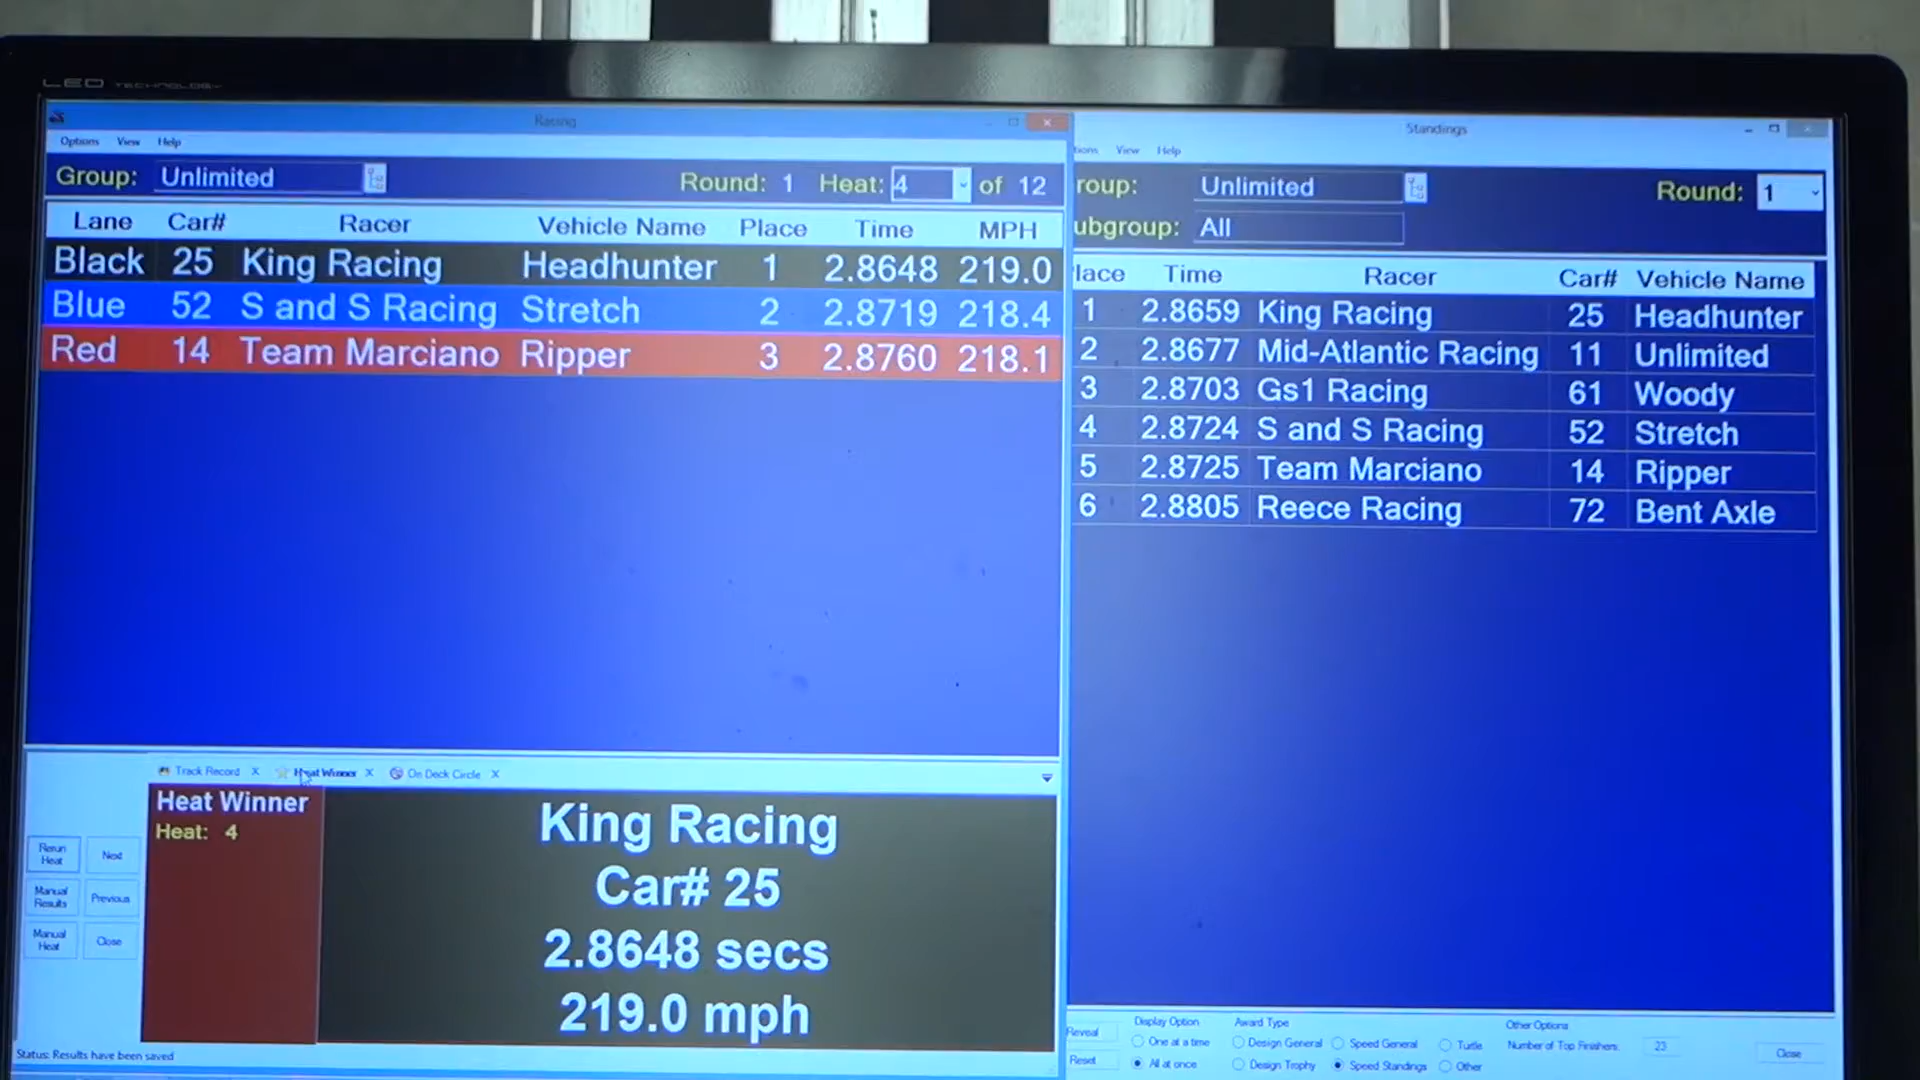 LED TECHNOLOGY
Racing
Options View Help
Group: Unlimited Round: 1 Heat: 4 of 12
Lane Car# Racer Vehicle Name Place Time MPH
Black 25 King Racing Headhunter 1 2.8648 219.0
Blue 52 S and S Racing Stretch 2 2.8719 218.4
Red 14 Team Marciano Ripper 3 2.8760 218.1
Track Record X Heat Winner X On Deck Circle X
Heat Winner
Heat: 4
King Racing
Car# 25
2.8648 secs
219.0 mph
Rerun Heat
Next
Manual Results
Previous
Manual Heat
Close
Status: Results have been saved
Standings
ions View Help
roup: Unlimited Round: 1
ubgroup: All
lace Time Racer Car# Vehicle Name
1 2.8659 King Racing 25 Headhunter
2 2.8677 Mid-Atlantic Racing 11 Unlimited
3 2.8703 Gs1 Racing 61 Woody
4 2.8724 S and S Racing 52 Stretch
5 2.8725 Team Marciano 14 Ripper
6 2.8805 Reece Racing 72 Bent Axle
Reveal
Reset
Display Option
One at a time
All at once
Award Type
Design General Speed General Turtle
Design Trophy Speed Standings Other
Other Options
Number of Top Finishers: 23
Close